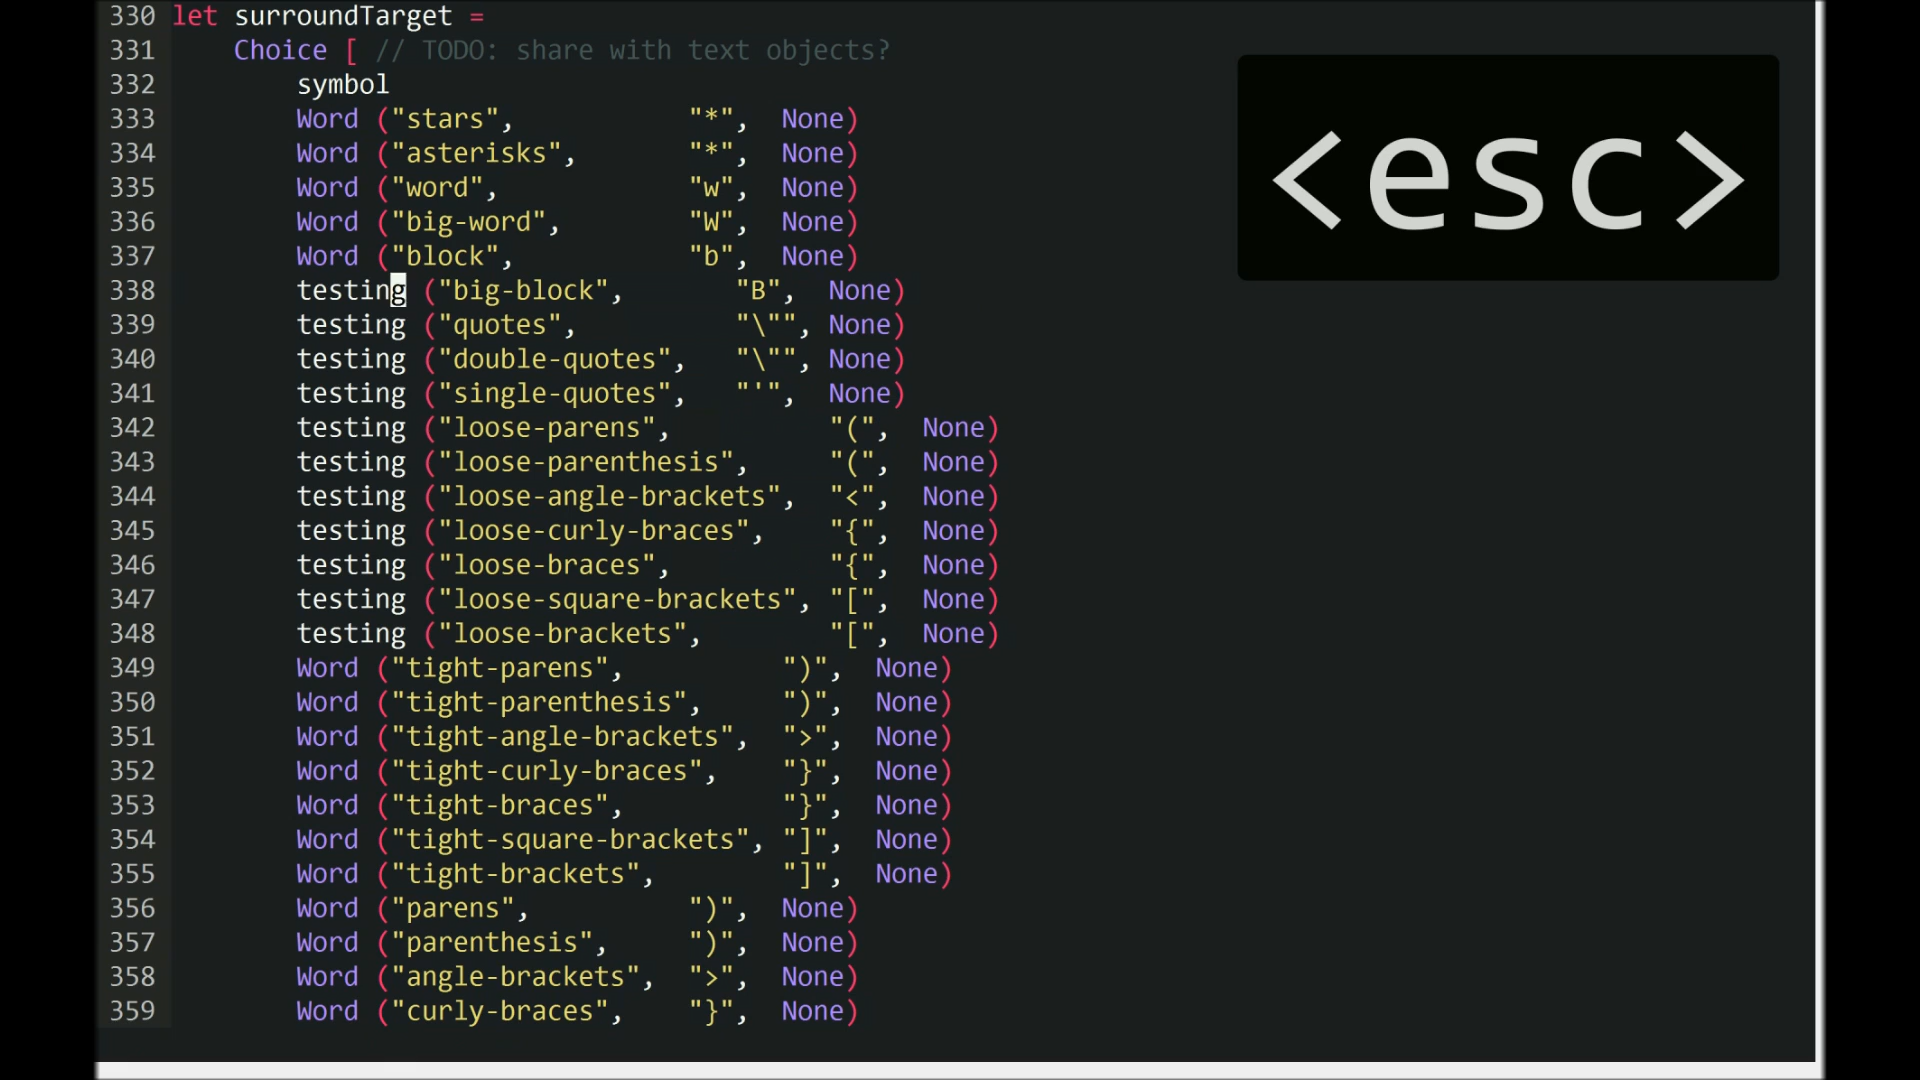 330 let surroundTarget =
331     Choice [ // TODO: share with text objects?
332         symbol
333         Word ("stars",           "*",  None)
334         Word ("asterisks",       "*",  None)
335         Word ("word",            "w",  None)
336         Word ("big-word",        "W",  None)
337         Word ("block",           "b",  None)
338         testing ("big-block",       "B",  None)
339         testing ("quotes",          "\"", None)
340         testing ("double-quotes",   "\"", None)
341         testing ("single-quotes",   "'",  None)
342         testing ("loose-parens",          "(",  None)
343         testing ("loose-parenthesis",     "(",  None)
344         testing ("loose-angle-brackets",  "<",  None)
345         testing ("loose-curly-braces",    "{",  None)
346         testing ("loose-braces",          "{",  None)
347         testing ("loose-square-brackets", "[",  None)
348         testing ("loose-brackets",        "[",  None)
349         Word ("tight-parens",          ")",  None)
350         Word ("tight-parenthesis",     ")",  None)
351         Word ("tight-angle-brackets",  ">",  None)
352         Word ("tight-curly-braces",    "}",  None)
353         Word ("tight-braces",          "}",  None)
354         Word ("tight-square-brackets", "]",  None)
355         Word ("tight-brackets",        "]",  None)
356         Word ("parens",          ")",  None)
357         Word ("parenthesis",     ")",  None)
358         Word ("angle-brackets",  ">",  None)
359         Word ("curly-braces",    "}",  None)
<esc>